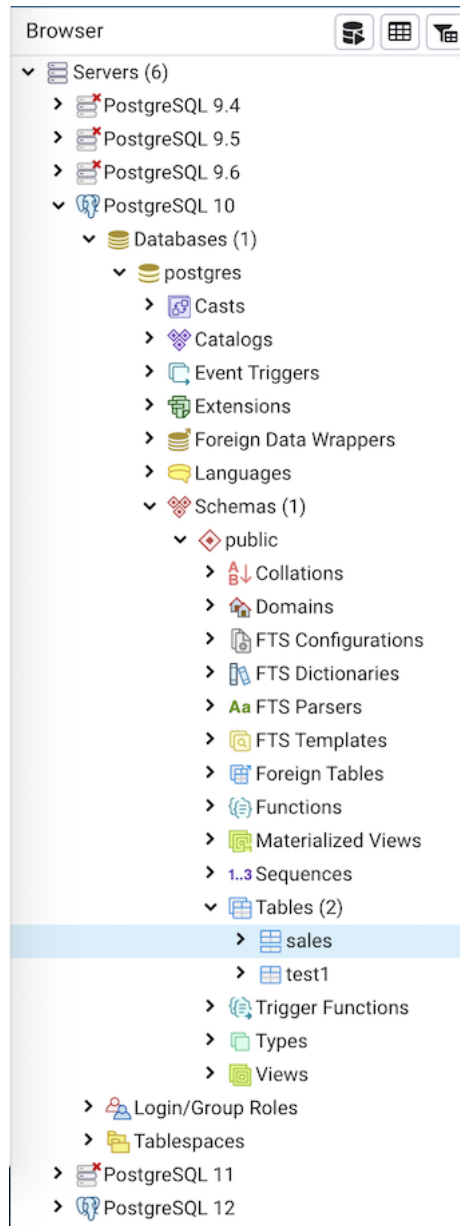 Browser
Servers (6)
PostgreSQL 9.4
PostgreSQL 9.5
PostgreSQL 9.6
PostgreSQL 10
Databases (1)
postgres
Casts
Catalogs
Event Triggers
Extensions
Foreign Data Wrappers
Languages
Schemas (1)
public
A B Collations
Domains
FTS Configurations
FTS Dictionaries
Aa FTS Parsers
FTS Templates
Foreign Tables
Functions
Materialized Views
1..3 Sequences
Tables (2)
sales
test1
Trigger Functions
Types
Views
Login/Group Roles
Tablespaces
PostgreSQL 11
PostgreSQL 12